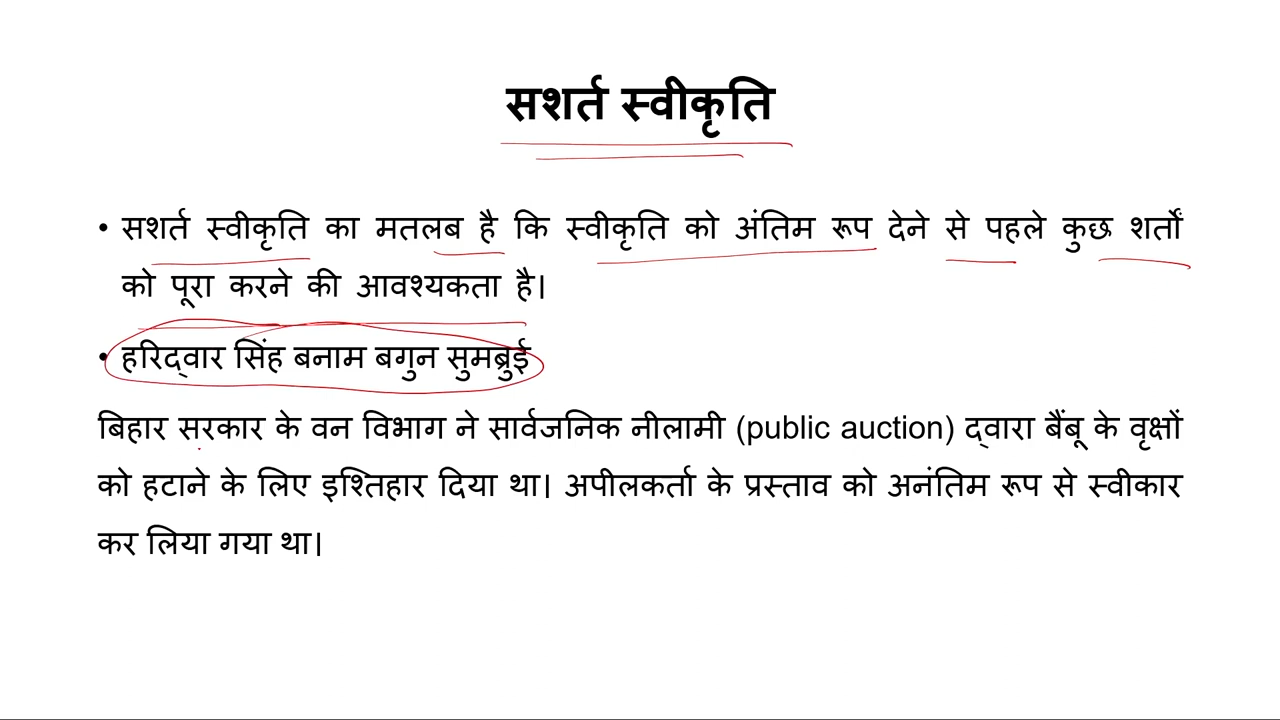 सशर्त स्वीकृति
• सशर्त स्वीकृति का मतलब है कि स्वीकृति को अंतिम रूप देने से पहले कुछ शर्तों
को पूरा करने की आवश्यकता है।
• हरिद्वार सिंह बनाम बगुन सुमब्रुई
बिहार सरकार के वन विभाग ने सार्वजनिक नीलामी (public auction) द्वारा बैंबू के वृक्षों
को हटाने के लिए इश्तिहार दिया था। अपीलकर्ता के प्रस्ताव को अनंतिम रूप से स्वीकार
कर लिया गया था।